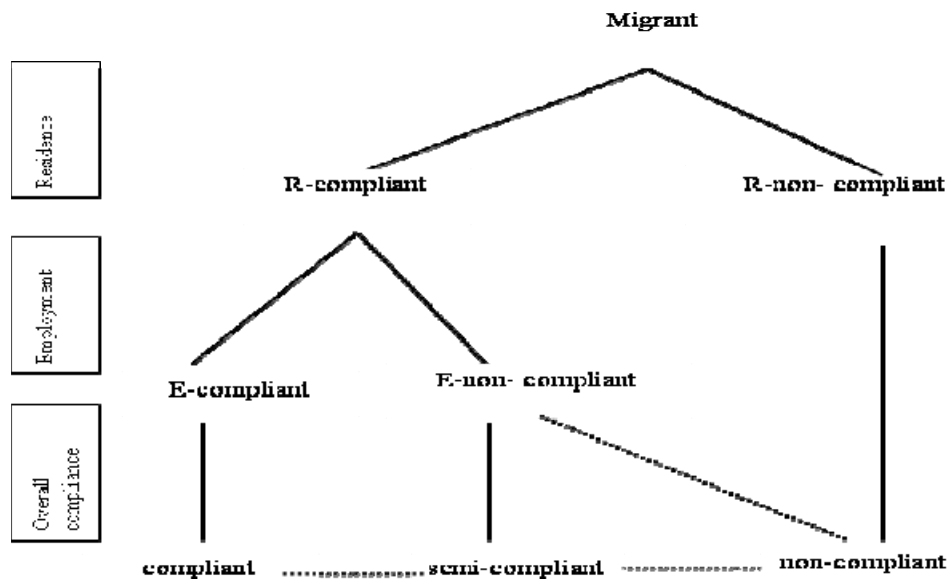 Migrant
Residence
R-compliant
R-non- compliant
Employment
E-compliant
E-non- compliant
Overall
compliance
compliant
semi-compliant
non-compliant